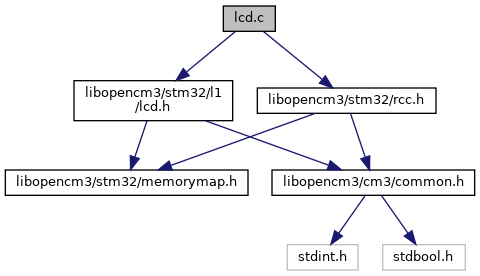 lcd.c
libopencm3/stm32/l1
/lcd.h
libopencm3/stm32/rcc.h
libopencm3/stm32/memorymap.h
libopencm3/cm3/common.h
stdint.h
stdbool.h